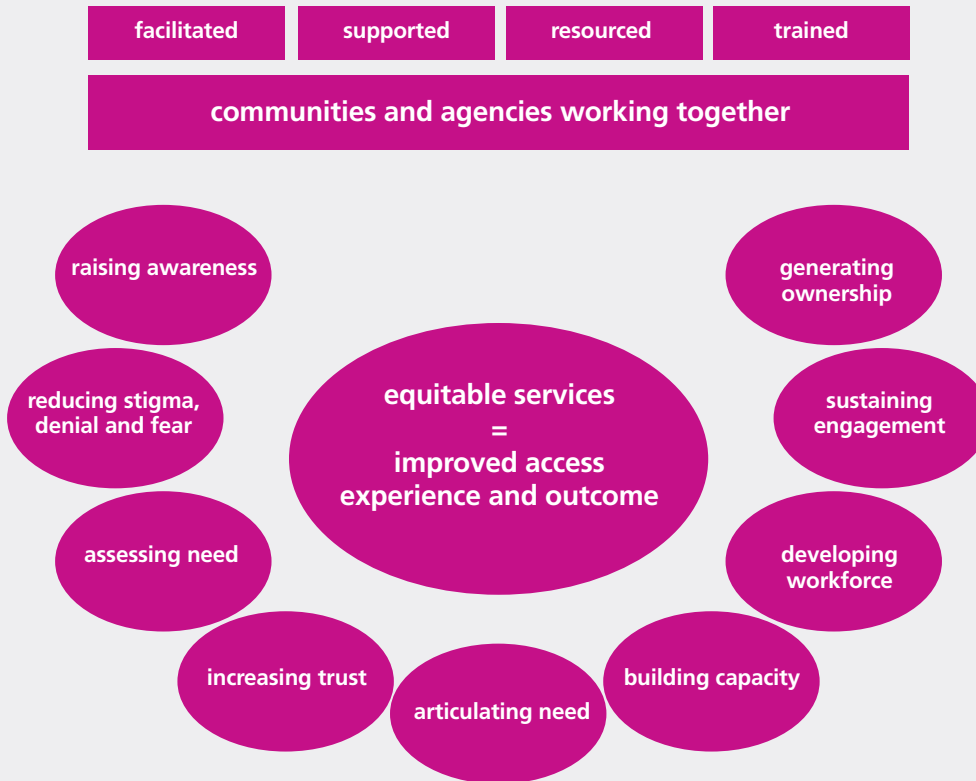 facilitated
supported
resourced
trained
communities and agencies working together
raising awareness
reducing stigma,
denial and fear
assessing need
increasing trust
articulating need
building capacity
developing
workforce
sustaining
engagement
generating
ownership
equitable services
=
improved access
experience and outcome